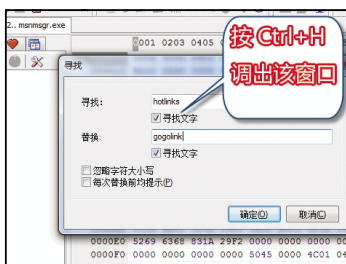 2.. msnmsgr.exe
0001 0203 0405
按Ctrl+H
调出该窗口
寻找
寻找:
hotlinks
寻找文字
替换:
gogolink
寻找文字
忽略字符大小写
每次替换前均提示(P)
确定(O)
取消(C)
0000E0 5269 6368 831A 29F2 0000 0000 0000 00
0000F0 0000 0000 0000 0000 5045 0000 4C01 04